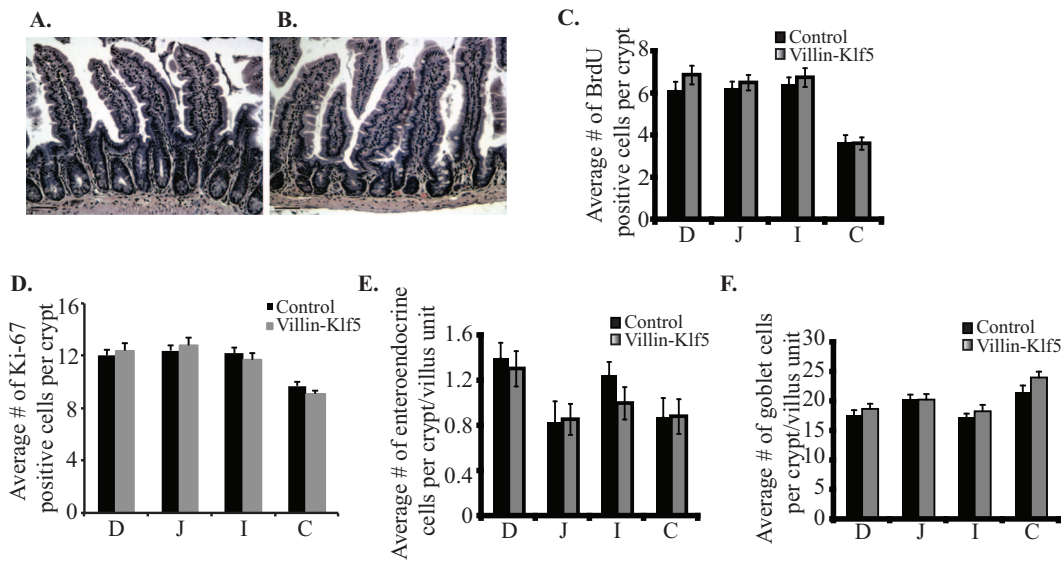 A.
B.
C.
Average # of BrdU
positive cells per crypt
8
6
4
2
0
Control
Villin-Klf5
D J I C
D.
Average # of Ki-67
positive cells per crypt
16
12
8
4
0
Control
Villin-Klf5
D J I C
E.
Average # of enteroendocrine
cells per crypt/villus unit
1.6
1.2
0.8
0.4
0
Control
Villin-Klf5
D J I C
F.
Average # of goblet cells
per crypt/villus unit
30
25
20
15
10
5
0
Control
Villin-Klf5
D J I C